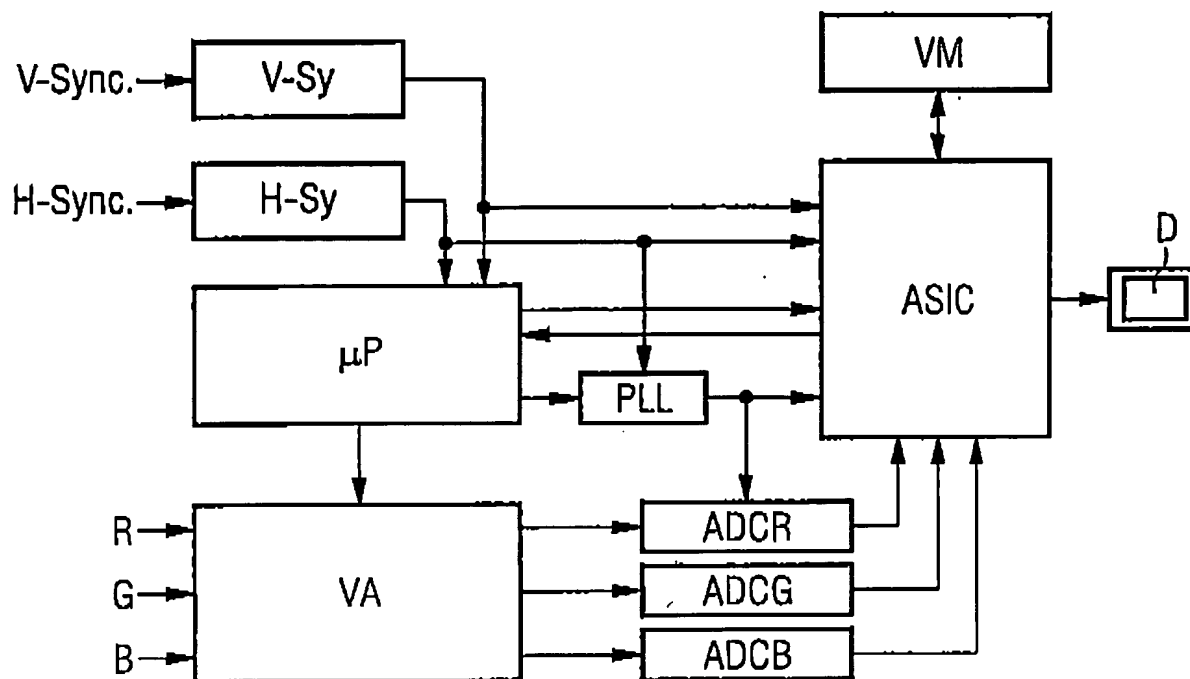 V-Sync.
V-Sy
VM
H-Sync.
H-Sy
D
ASIC
μP
PLL
R
ADCR
G
VA
ADCG
B
ADCB